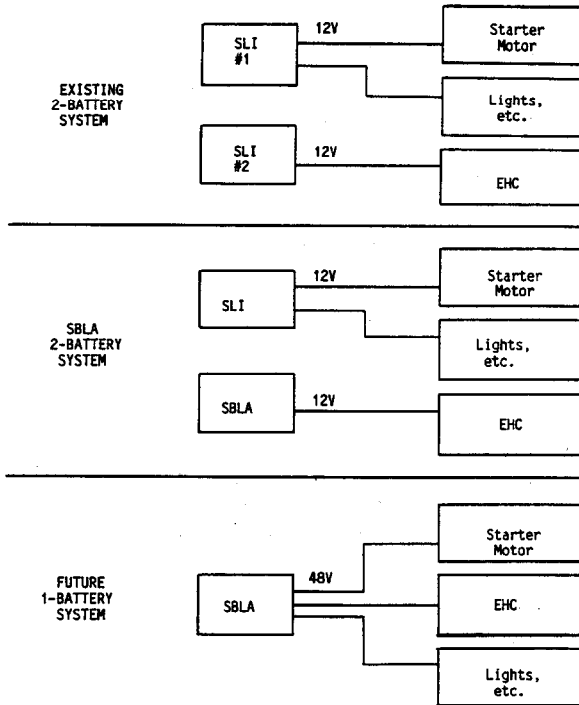 EXISTING
2-BATTERY
SYSTEM
SLI
#1
12V
Starter
Motor
Lights,
etc.
SLI
#2
12V
EHC
SBLA
2-BATTERY
SYSTEM
SLI
12V
Starter
Motor
Lights,
etc.
SBLA
12V
EHC
FUTURE
1-BATTERY
SYSTEM
SBLA
48V
Starter
Motor
EHC
Lights,
etc.